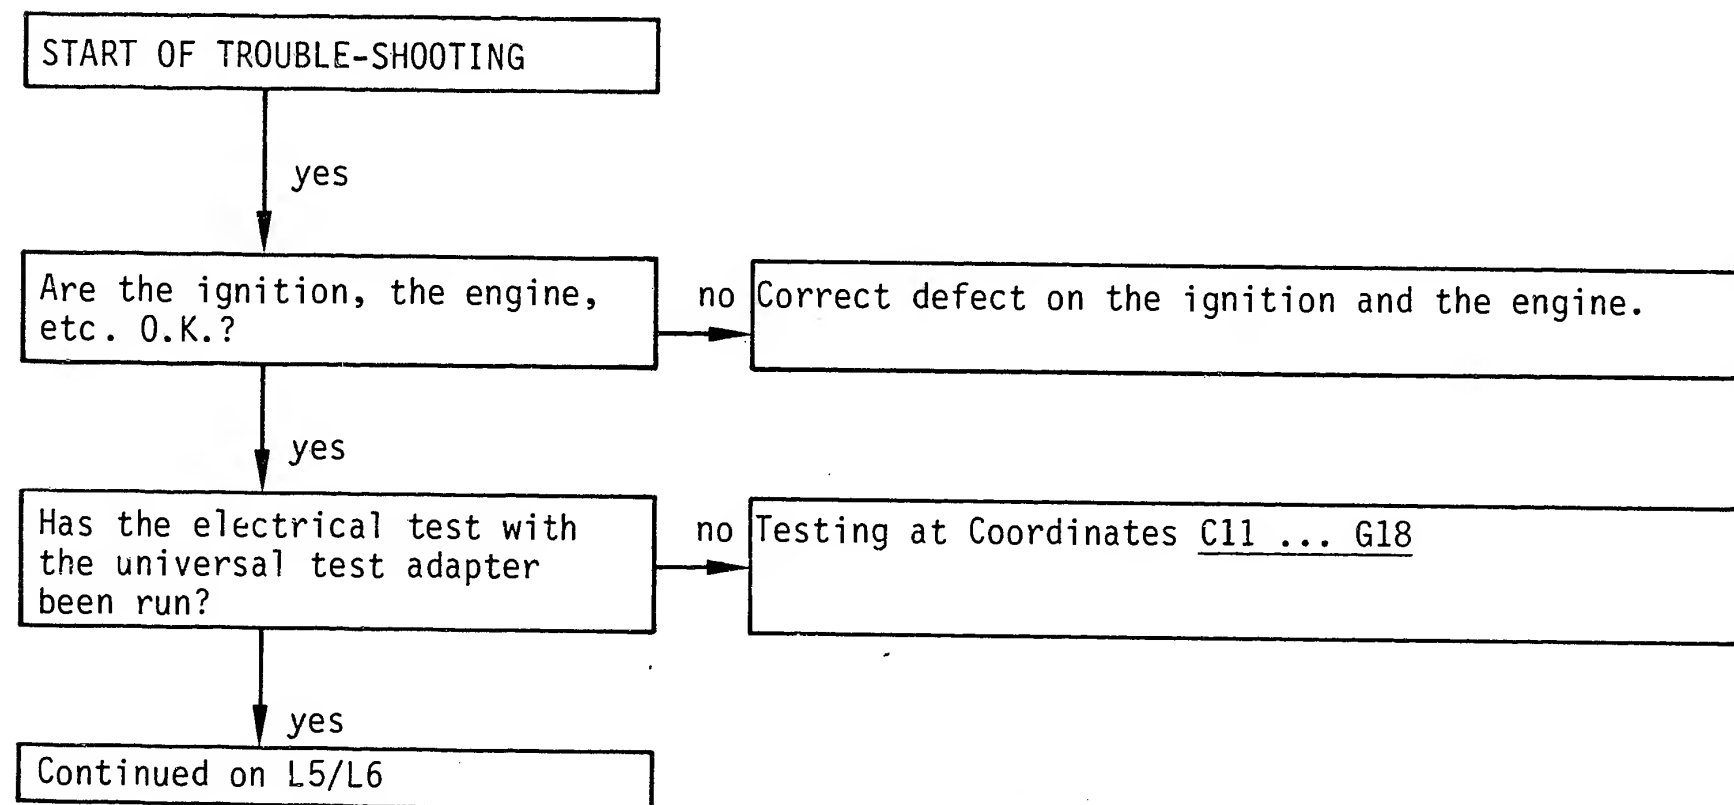 START OF TROUBLE-SHOOTING
yes
Are the ignition, the engine,
etc. O.K.?
no
Correct defect on the ignition and the engine.
yes
Has the electrical test with
the universal test adapter
been run?
no
Testing at Coordinates C11 ... G18
yes
Continued on L5/L6